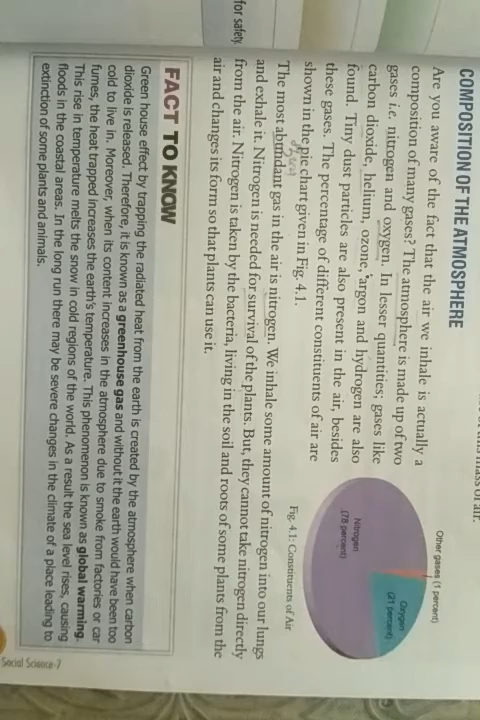 of this mass of air.
for safety.
COMPOSITION OF THE ATMOSPHERE
Are you aware of the fact that the air we inhale is actually a
composition of many gases? The atmosphere is made up of two
gases i.e. nitrogen and oxygen. In lesser quantities; gases like
carbon dioxide, helium, ozone, argon and hydrogen are also
found. Tiny dust particles are also present in the air, besides
these gases. The percentage of different constituents of air are
shown in the pie chart given in Fig. 4.1.
Other gases (1 percent)
Oxygen
(21 percent)
Nitrogen
(78 percent)
Fig. 4.1: Constituents of Air
The most abundant gas in the air is nitrogen. We inhale some amount of nitrogen into our lungs
and exhale it. Nitrogen is needed for survival of the plants. But, they cannot take nitrogen directly
from the air. Nitrogen is taken by the bacteria, living in the soil and roots of some plants from the
air and changes its form so that plants can use it.
FACT TO KNOW
Green house effect by trapping the radiated heat from the earth is created by the atmosphere when carbon
dioxide is released. Therefore, it is known as a greenhouse gas and without it the earth would have been too
cold to live in. Moreover, when its content increases in the atmosphere due to smoke from factories or car
fumes, the heat trapped increases the earth's temperature. This phenomenon is known as global warming.
This rise in temperature melts the snow in cold regions of the world. As a result the sea level rises, causing
floods in the coastal areas. In the long run there may be severe changes in the climate of a place leading to
extinction of some plants and animals.
Social Science-7